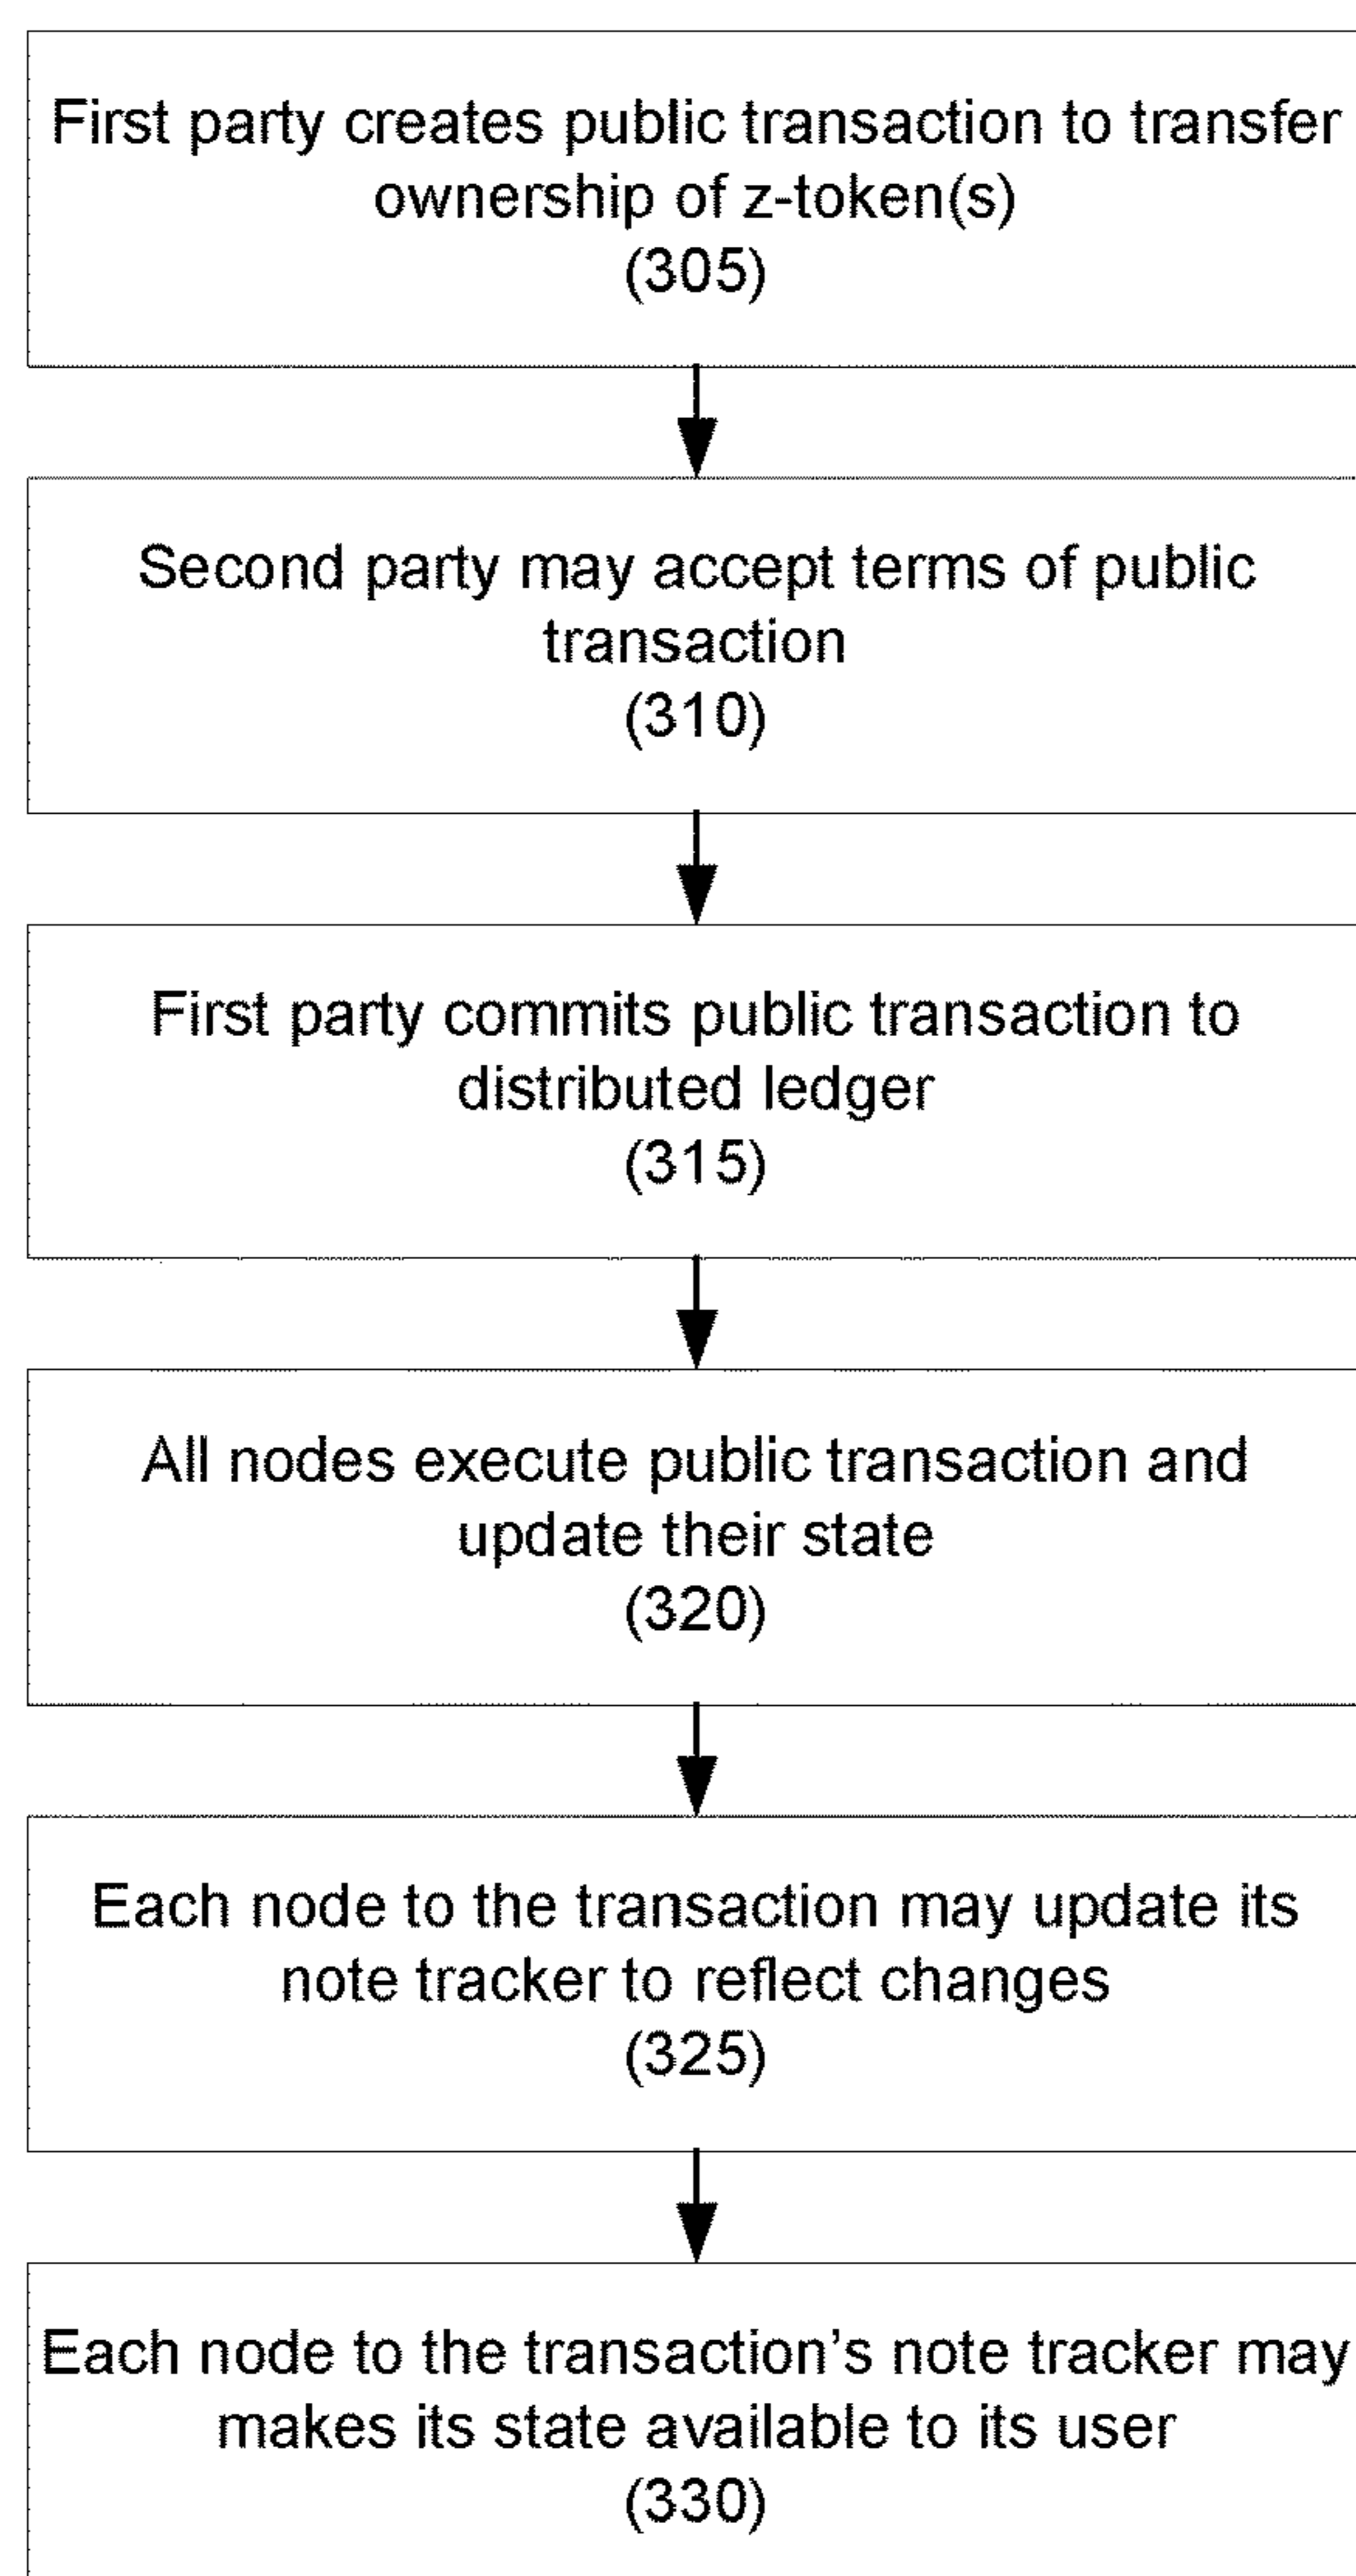 First party creates public transaction to transfer
ownership of z-token(s)
(305)
Second party may accept terms of public
transaction
(310)
First party commits public transaction to
distributed ledger
(315)
All nodes execute public transaction and
update their state
(320)
Each node to the transaction may update its
note tracker to reflect changes
(325)
Each node to the transaction’s note tracker may
makes its state available to its user
(330)